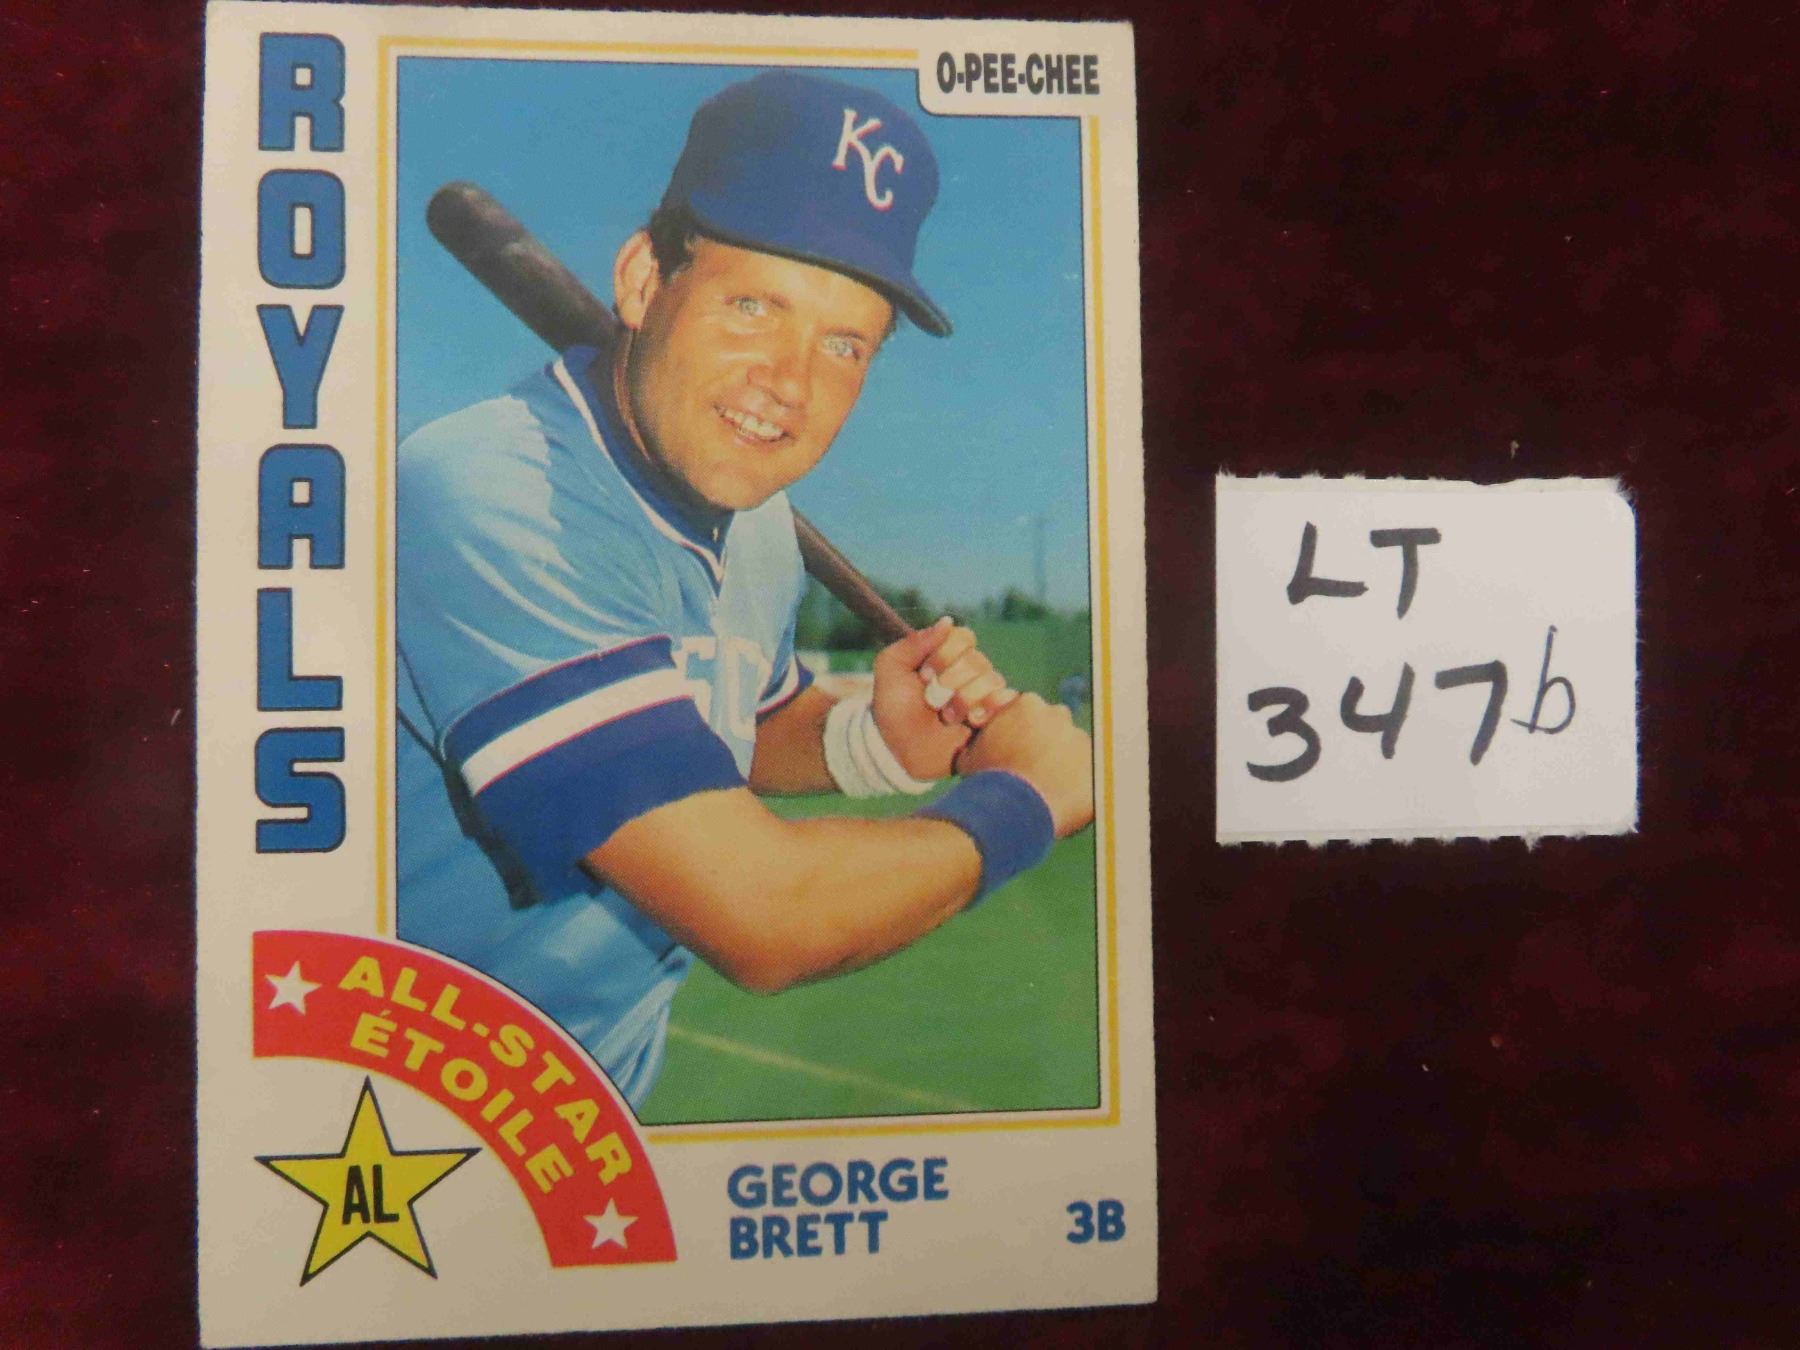 ROYALS
O-PEE-CHEE
KC
ALL-STAR
ÉTOILE
AL
GEORGE
BRETT
3B
LT
347b